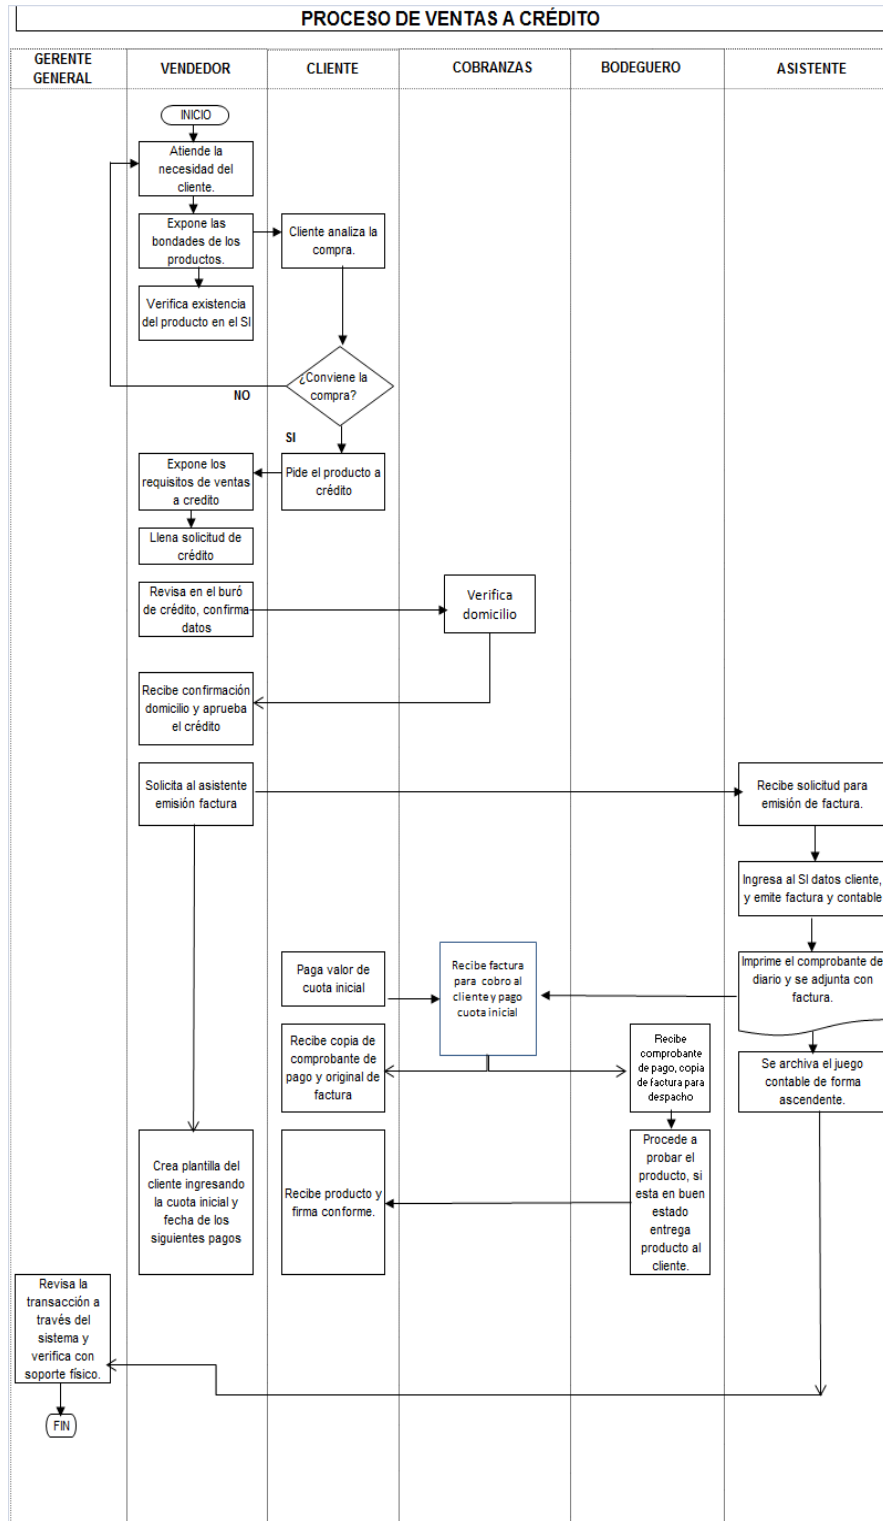 PROCESO DE VENTAS A CRÉDITO
GERENTE
GENERAL
VENDEDOR
CLIENTE
COBRANZAS
BODEGUERO
ASISTENTE
INICIO
Atiende la
necesidad del
cliente.
Expone las
bondades de los
productos.
Cliente analiza la
compra.
Verifica existencia
del producto en el SI
¿Conviene la
compra?
NO
SI
Expone los
requisitos de ventas
a credito
Pide el producto a
crédito
Llena solicitud de
crédito
Revisa en el buró
de crédito, confirma
datos
Verifica
domicilio
Recibe confirmación
domicilio y aprueba
el crédito
Solicita al asistente
emisión factura
Recibe solicitud para
emisión de factura.
Ingresa al SI datos cliente,
y emite factura y contable
Paga valor de
cuota inicial
Recibe factura
para cobro al
cliente y pago
cuota inicial
Imprime el comprobante de
diario y se adjunta con
factura.
Recibe copia de
comprobante de
pago y original de
factura
Recibe
comprobante
de pago, copia
de factura para
despacho
Se archiva el juego
contable de forma
ascendente.
Crea plantilla del
cliente ingresando
la cuota inicial y
fecha de los
siguientes pagos
Recibe producto y
firma conforme.
Procede a
probar el
producto, si
esta en buen
estado
entrega
producto al
cliente.
Revisa la
transacción a
través del
sistema y
verifica con
soporte físico.
FIN